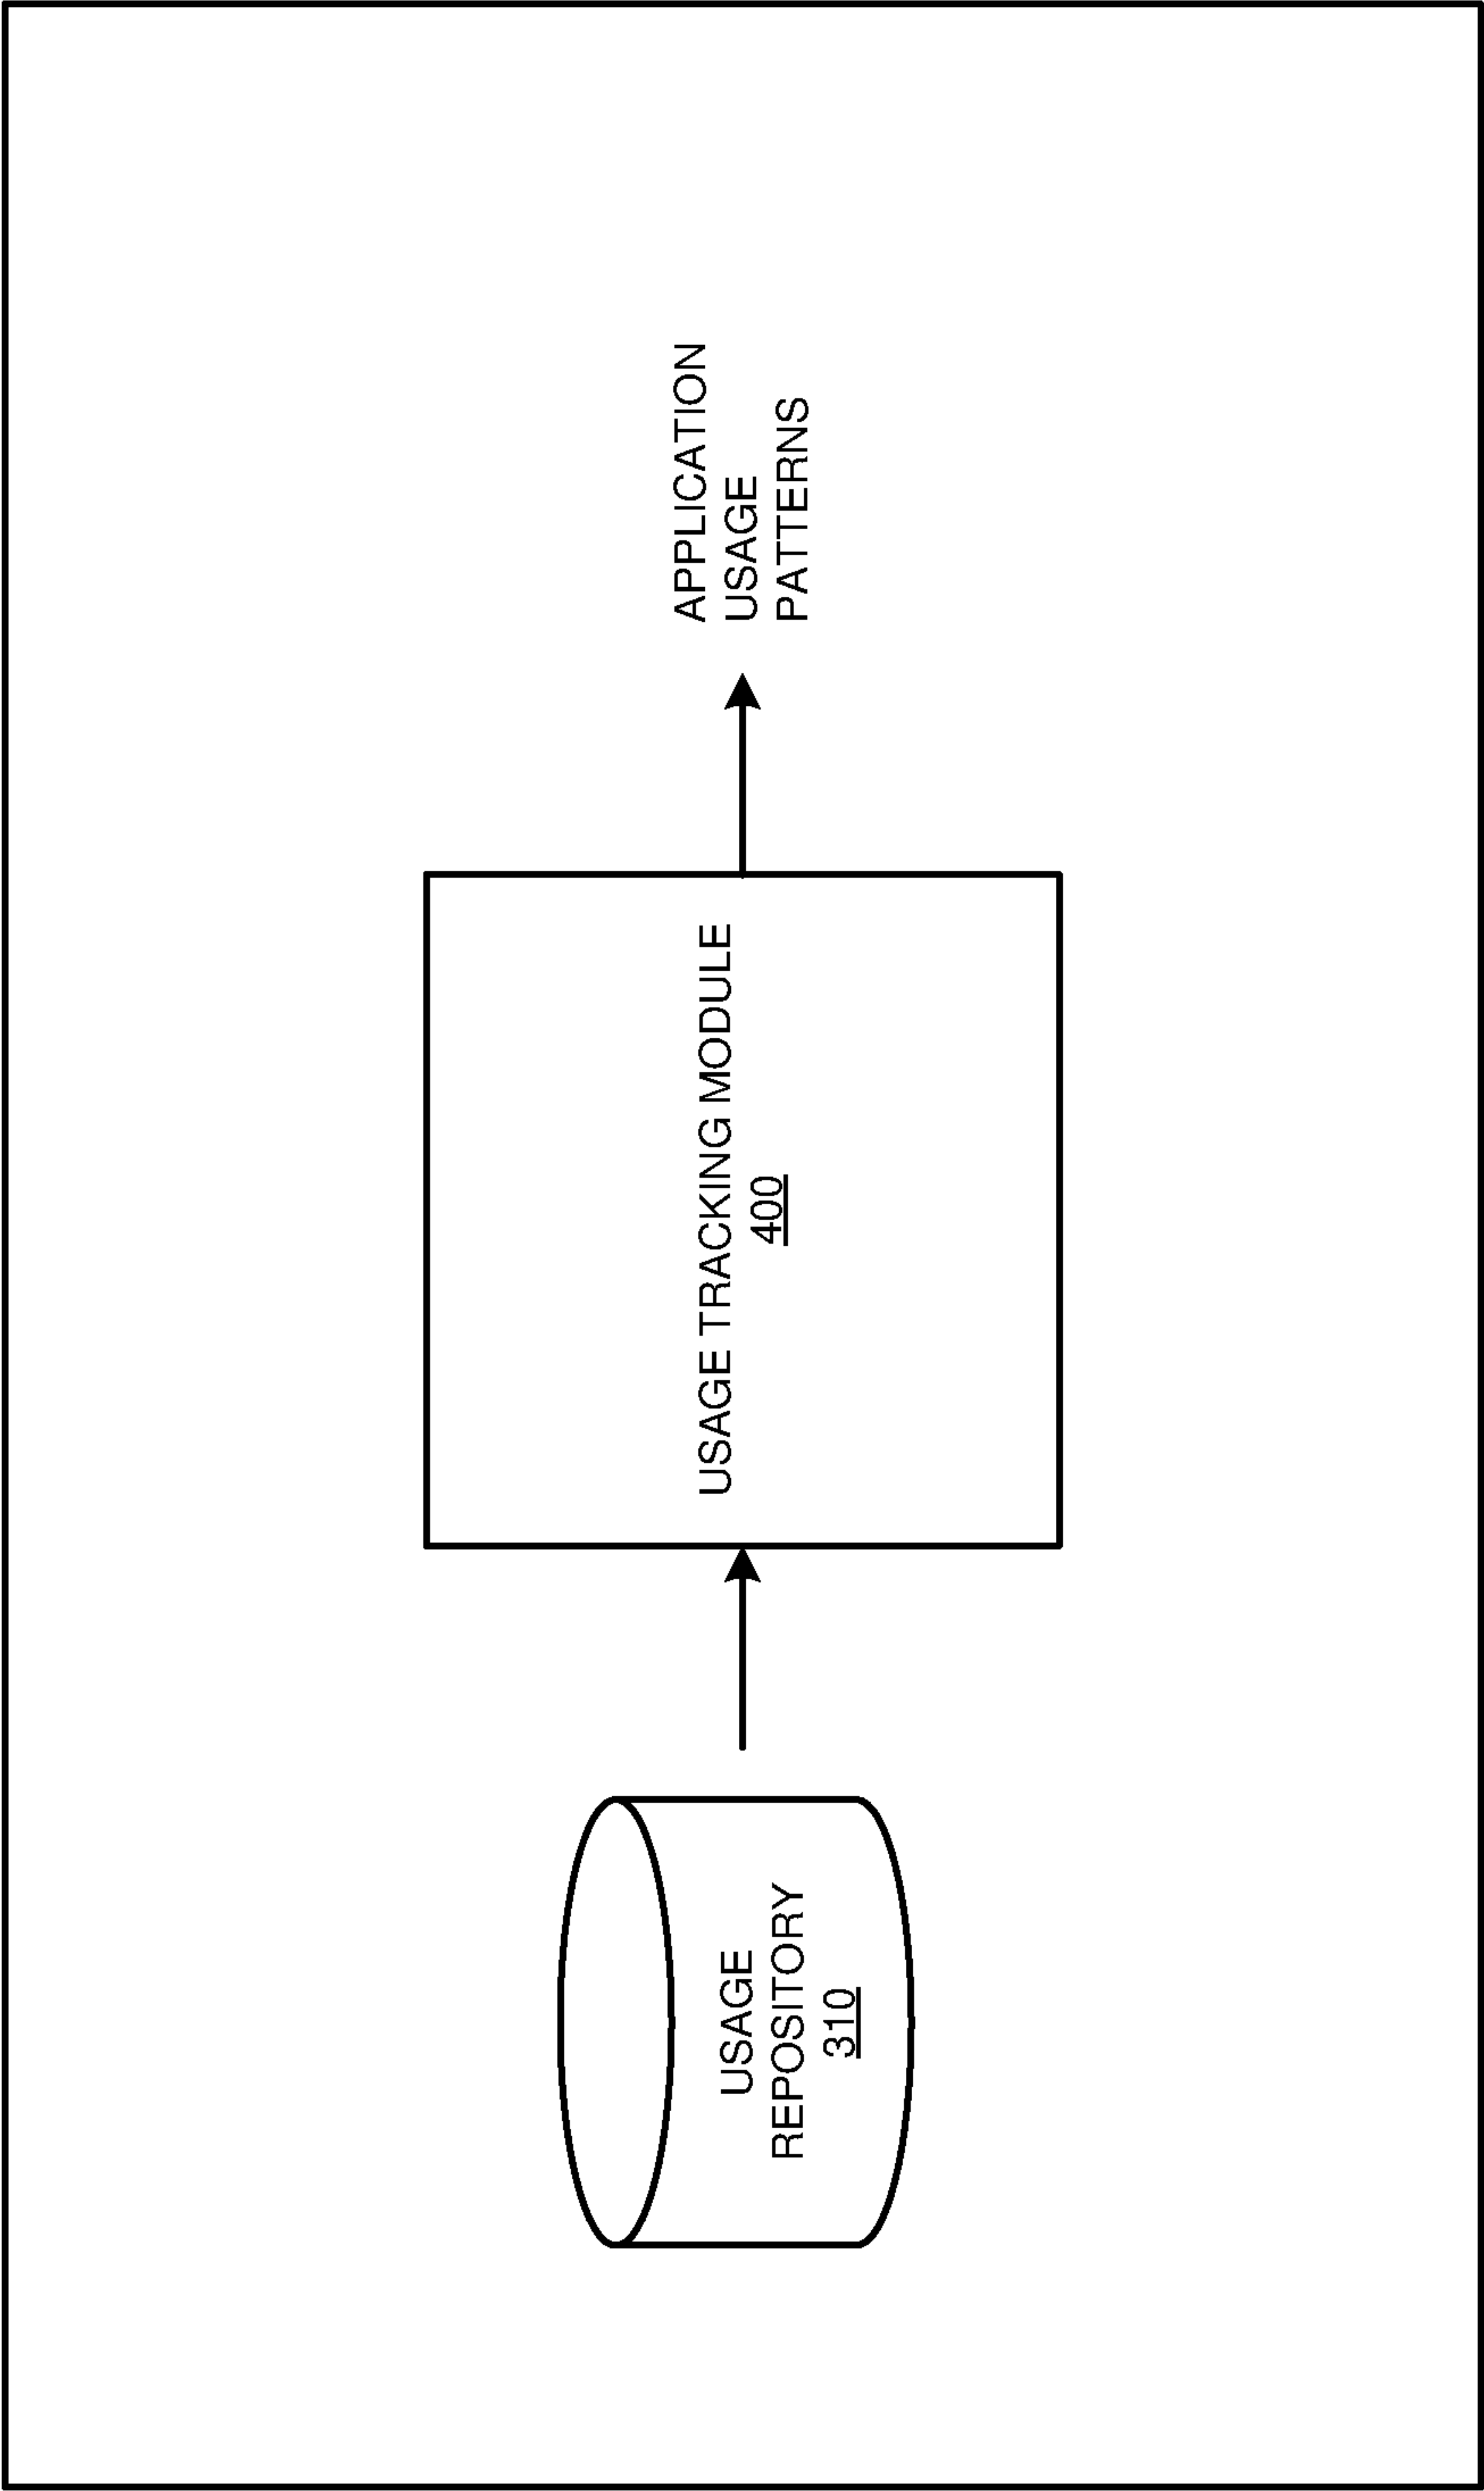 USAGE
REPOSITORY
310
USAGE TRACKING MODULE
400
APPLICATION
USAGE
PATTERNS